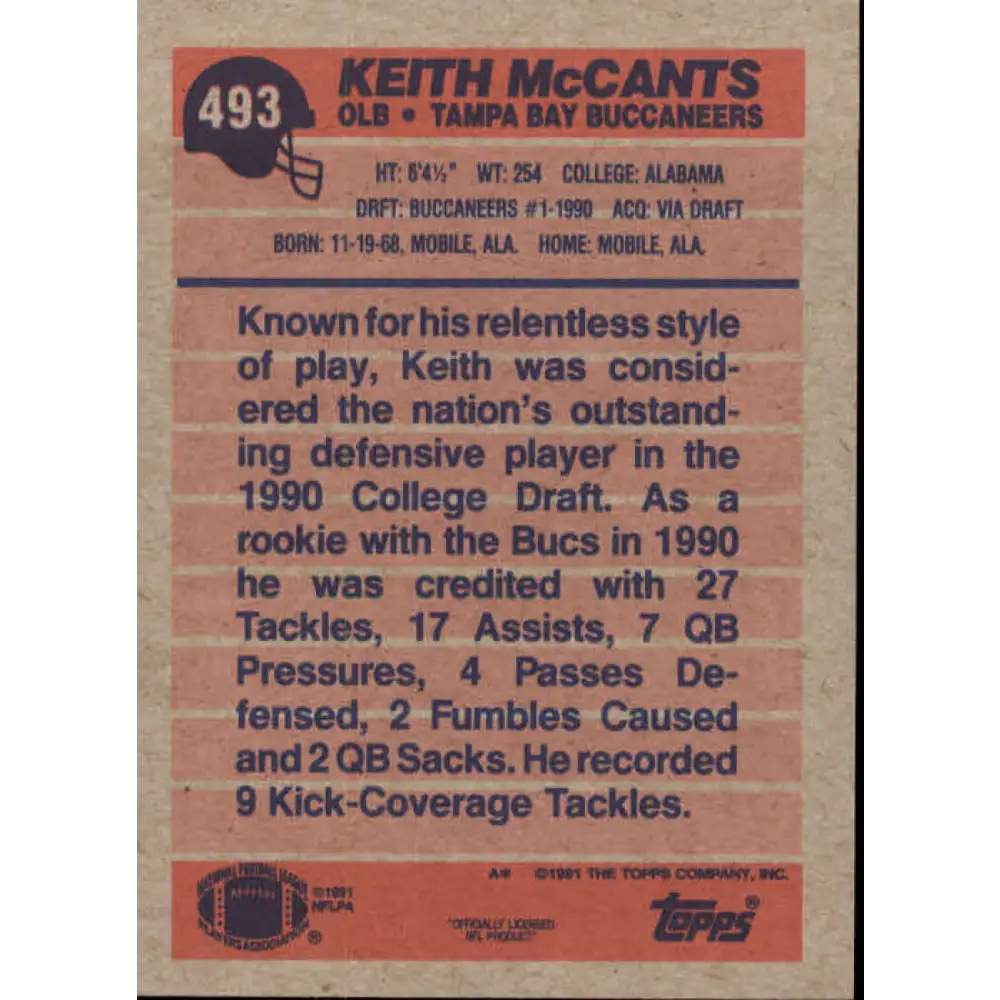 493
KEITH McCANTS
OLB • TAMPA BAY BUCCANEERS
HT: 6'4½" WT: 254 COLLEGE: ALABAMA
DRFT: BUCCANEERS #1-1990 ACQ: VIA DRAFT
BORN: 11-19-68, MOBILE, ALA. HOME: MOBILE, ALA.
Known for his relentless style
of play, Keith was consid-
ered the nation's outstand-
ing defensive player in the
1990 College Draft. As a
rookie with the Bucs in 1990
he was credited with 27
Tackles, 17 Assists, 7 QB
Pressures, 4 Passes De-
fensed, 2 Fumbles Caused
and 2 QB Sacks. He recorded
9 Kick-Coverage Tackles.
A* ©1991 THE TOPPS COMPANY, INC.
NATIONAL FOOTBALL LEAGUE
PLAYERS ASSOCIATION ®
©1991
NFLPA
"OFFICIALLY LICENSED
NFL PRODUCT"
topps®